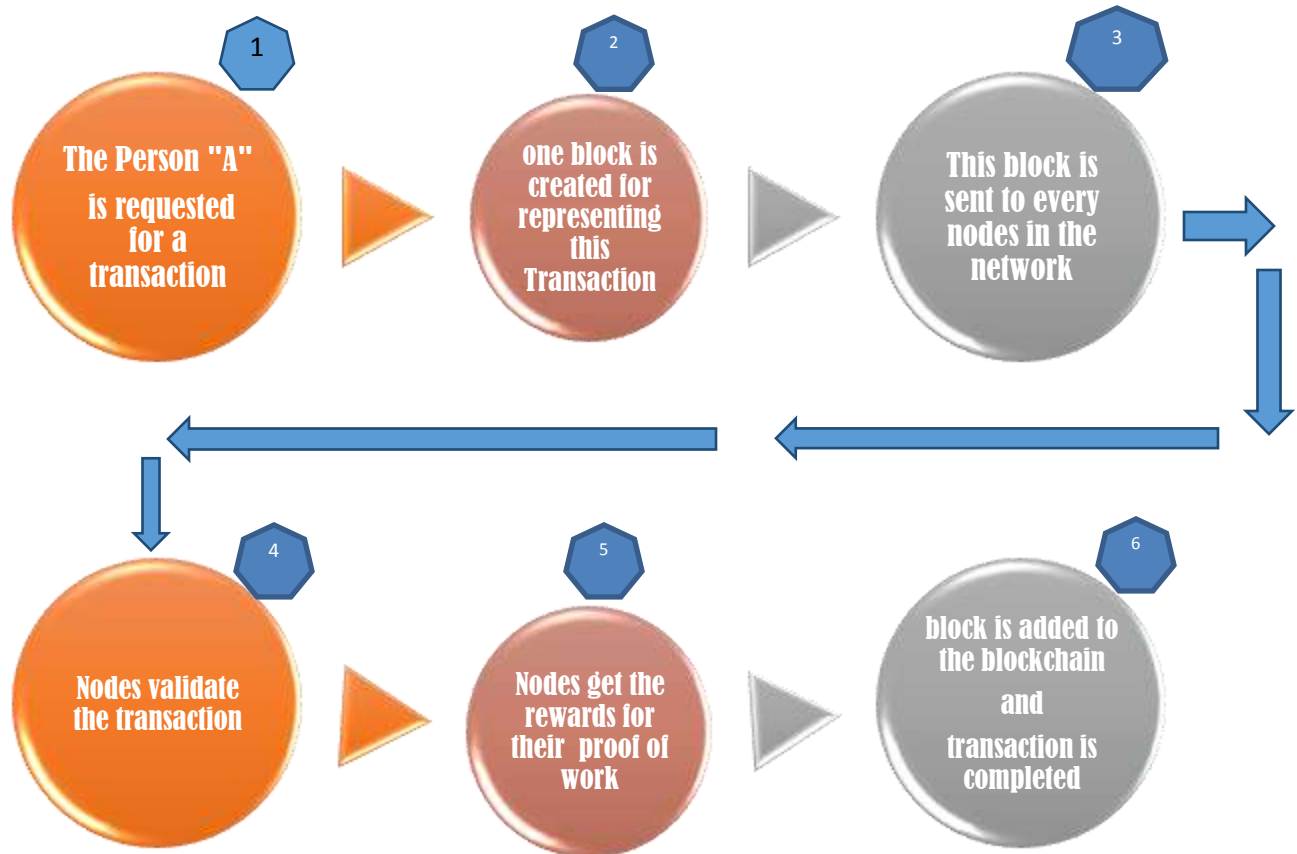 1
The Person "A"
is requested
for a
transaction
2
one block is
created for
representing
this
Transaction
3
This block is
sent to every
nodes in the
network
4
Nodes validate
the transaction
5
Nodes get the
rewards for
their proof of
work
6
block is added to
the blockchain
and
transaction is
completed